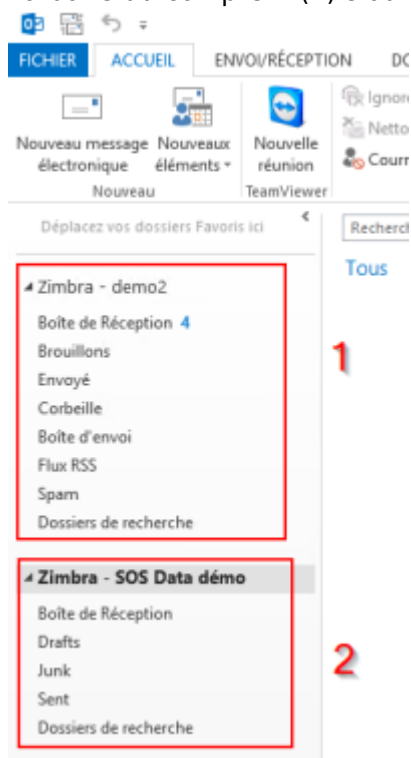 FICHIER ACCUEIL ENVOI/RÉCEPTION
Nouveau message Nouveaux Nouvelle
électronique éléments réunion
Nouveau TeamViewer
Déplacez vos dossiers Favoris ici
Tous
Zimbra - demo2
Boîte de Réception 4
Brouillons
Envoyé
Corbeille
Boîte d'envoi
Flux RSS
Spam
Dossiers de recherche
1
Zimbra - SOS Data démo
Boîte de Réception
Drafts
Junk
Sent
Dossiers de recherche
2